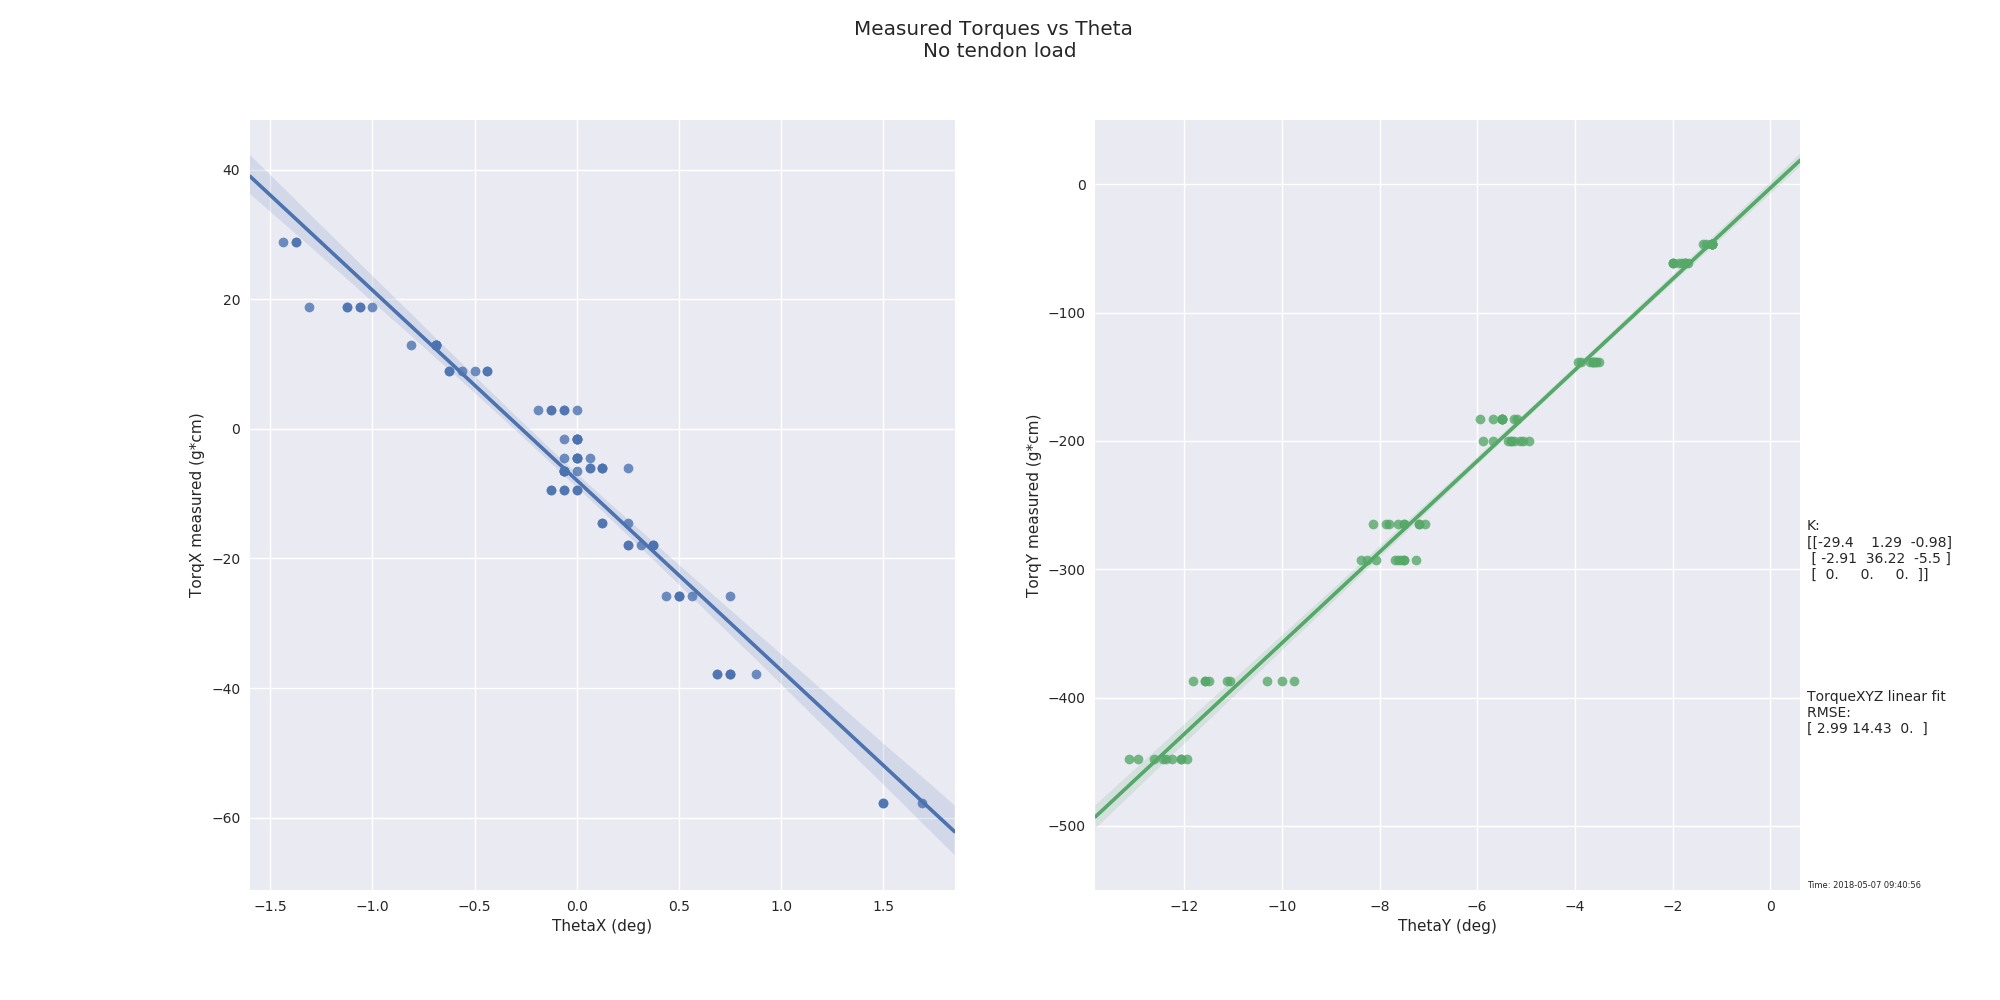 Measured Torques vs Theta
No tendon load
TorqX measured (g*cm)
40
20
0
−20
−40
−60
−1.5 −1.0 −0.5 0.0 0.5 1.0 1.5
ThetaX (deg)
TorqY measured (g*cm)
0
−100
−200
−300
−400
−500
−12 −10 −8 −6 −4 −2 0
ThetaY (deg)
K:
[[-29.4 1.29 -0.98]
[ -2.91 36.22 -5.5 ]
[ 0. 0. 0. ]]
TorqueXYZ linear fit
RMSE:
[ 2.99 14.43 0. ]
Time: 2018-05-07 09:40:56